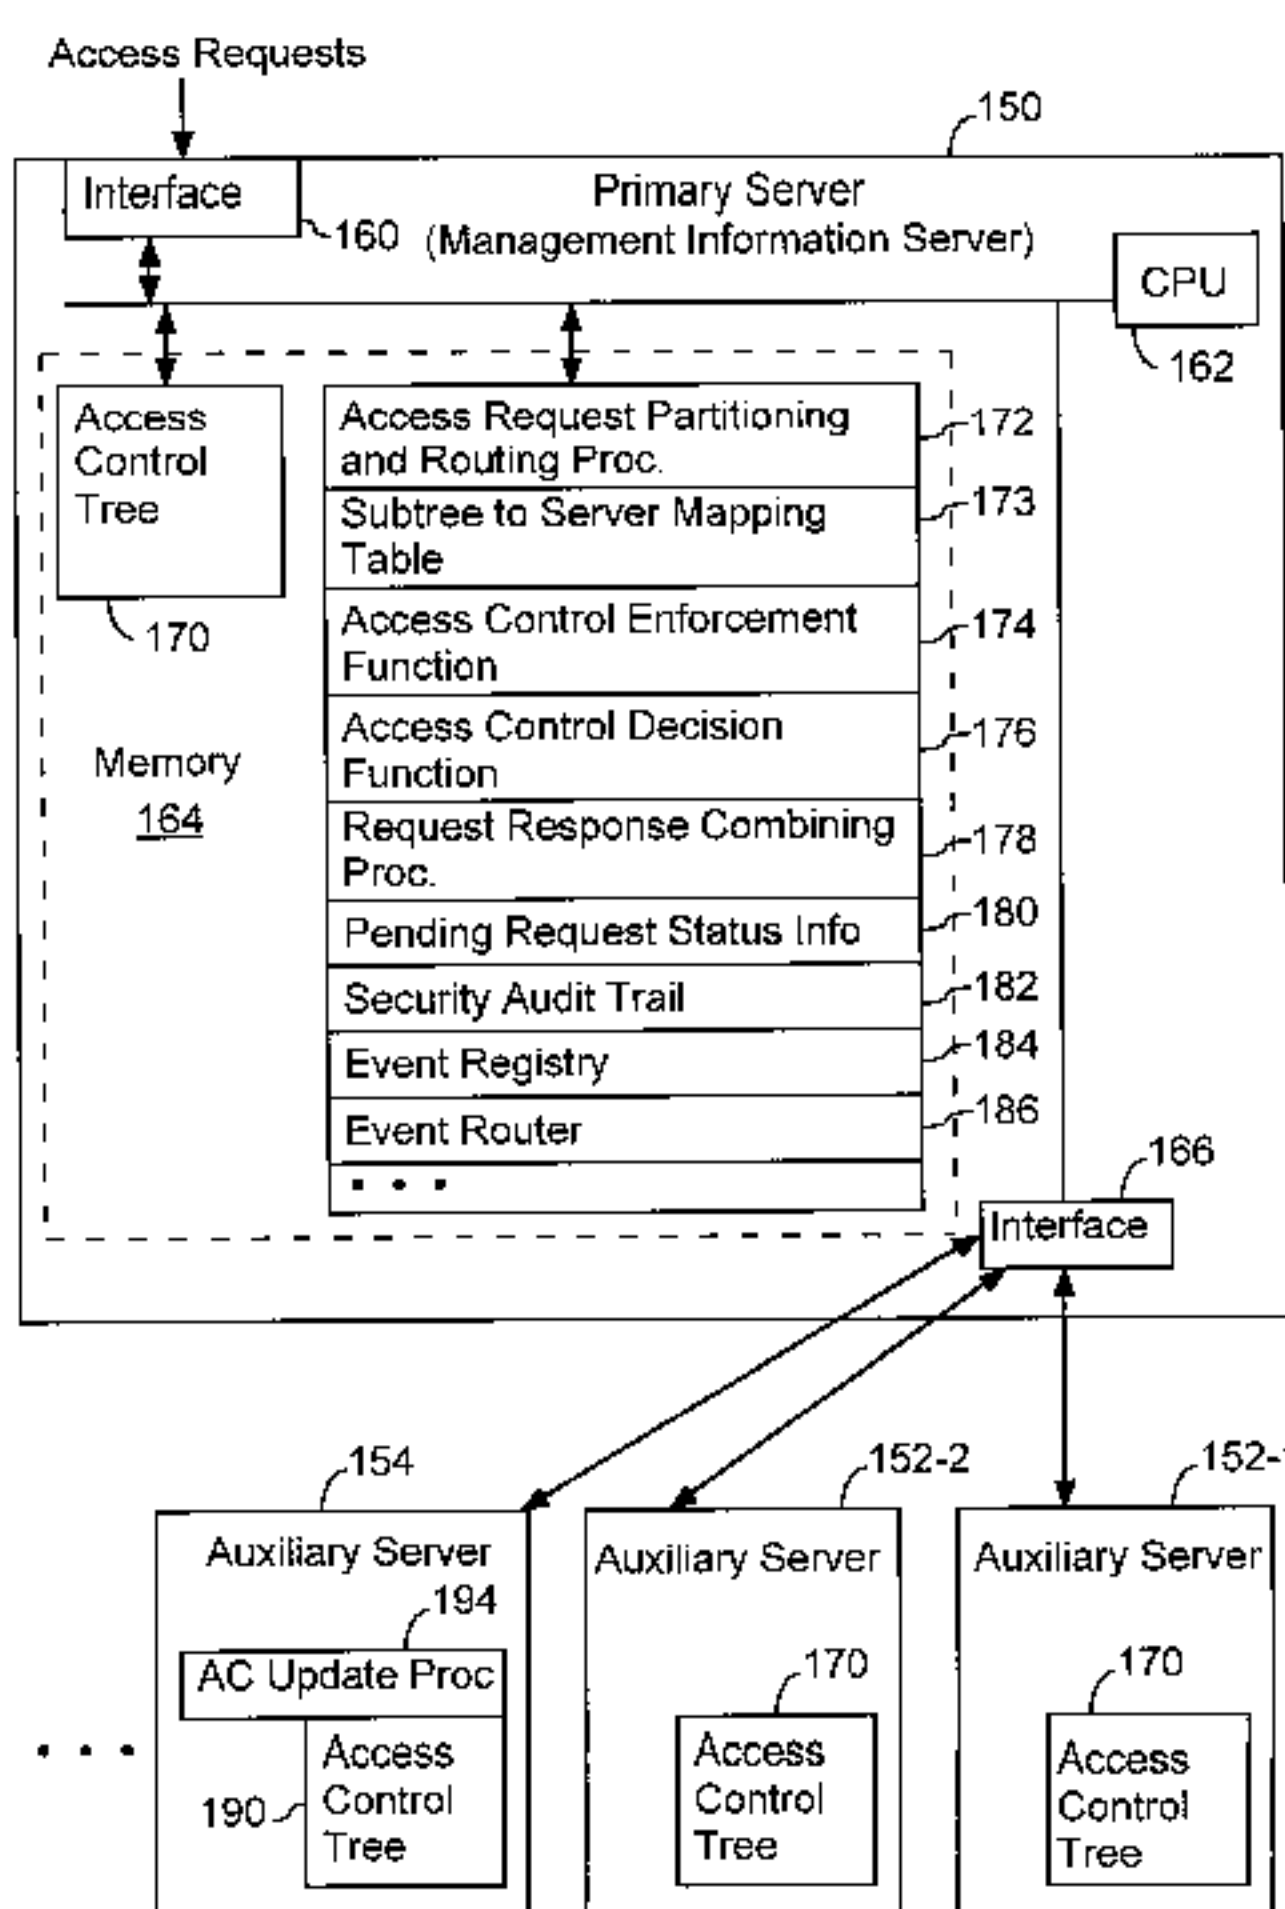 Access Requests
150
Interface
Primary Server
160
(Management Information Server)
CPU
162
Access
Control
Tree
170
Access Request Partitioning
and Routing Proc.
172
Subtree to Server Mapping
Table
173
Access Control Enforcement
Function
174
Access Control Decision
Function
176
Memory
164
Request Response Combining
Proc.
178
Pending Request Status Info
180
Security Audit Trail
182
Event Registry
184
Event Router
186
• • •
166
Interface
154
152-2
152-
Auxiliary Server
Auxiliary Server
Auxiliary Server
194
AC Update Proc
170
170
• • •
190
Access
Control
Tree
Access
Control
Tree
Access
Control
Tree